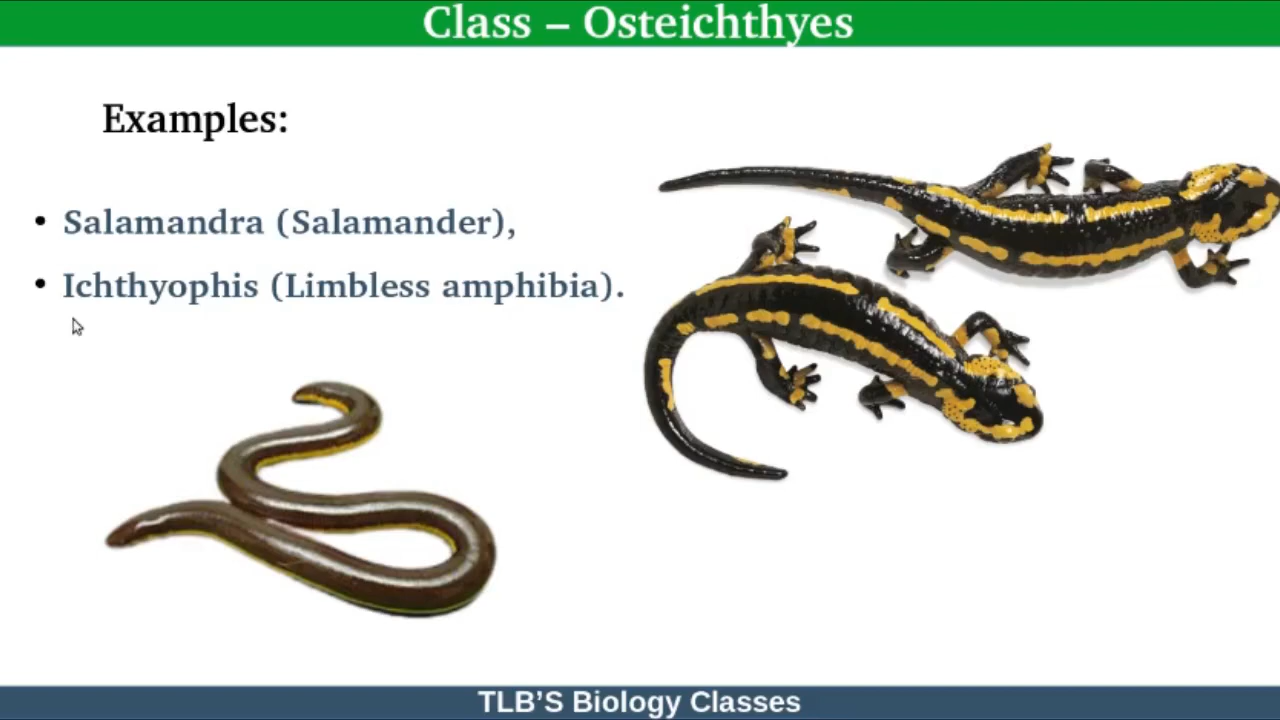 Class – Osteichthyes
Examples:
• Salamandra (Salamander),
• Ichthyophis (Limbless amphibia).
TLB’S Biology Classes